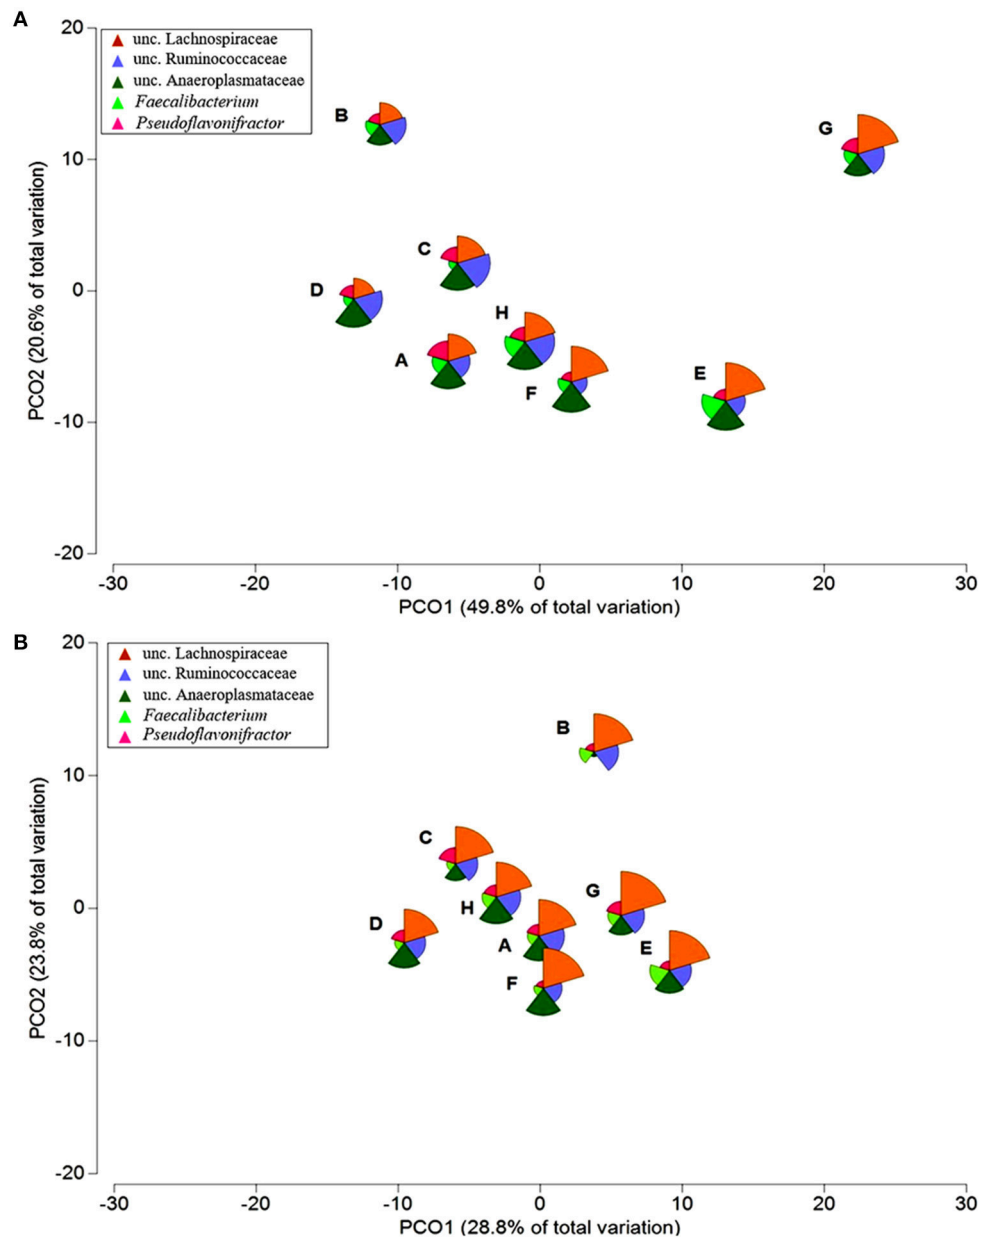 A
20
10
0
-10
-20
PCO2 (20.6% of total variation)
unc. Lachnospiraceae
unc. Ruminococcaceae
unc. Anaeroplasmataceae
Faecalibacterium
Pseudoflavonifractor
B
G
C
D
H
A
F
E
-30
-20
-10
0
10
20
30
PCO1 (49.8% of total variation)
B
20
10
0
-10
-20
PCO2 (23.8% of total variation)
unc. Lachnospiraceae
unc. Ruminococcaceae
unc. Anaeroplasmataceae
Faecalibacterium
Pseudoflavonifractor
B
C
G
H
D
A
E
F
-30
-20
-10
0
10
20
30
PCO1 (28.8% of total variation)